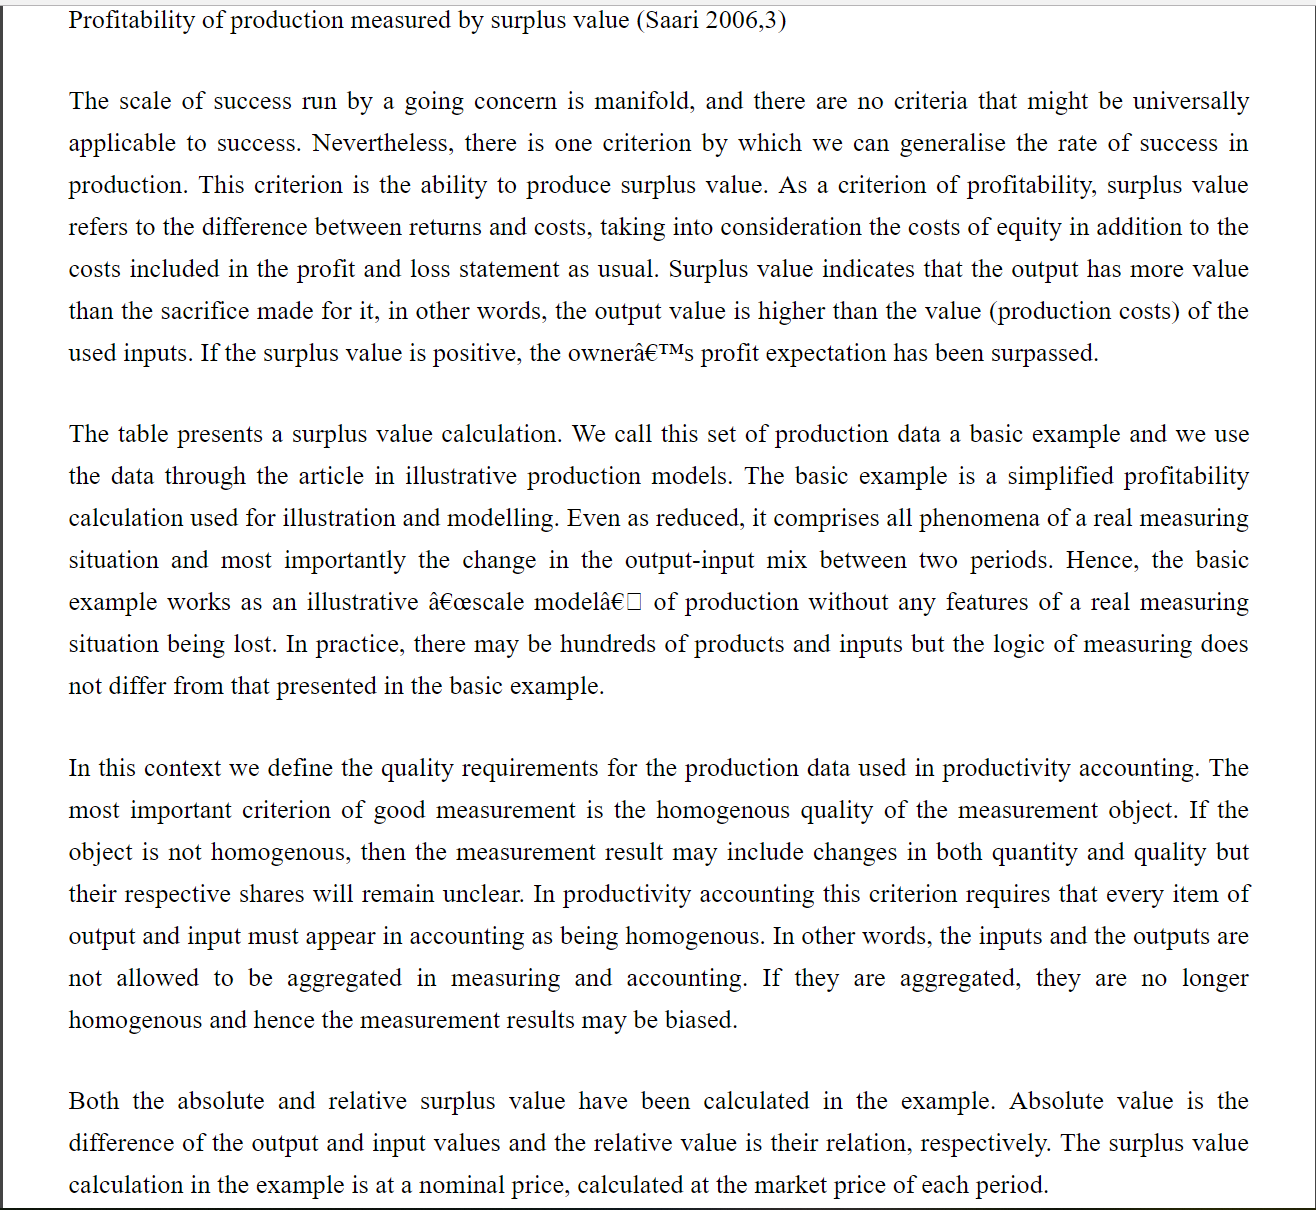 Profitability of production measured by surplus value (Saari 2006,3)
The scale of success run by a going concern is manifold, and there are no criteria that might be universally
applicable to success. Nevertheless, there is one criterion by which we can generalise the rate of success in
production. This criterion is the ability to produce surplus value. As a criterion of profitability, surplus value
refers to the difference between returns and costs, taking into consideration the costs of equity in addition to the
costs included in the profit and loss statement as usual. Surplus value indicates that the output has more value
than the sacrifice made for it, in other words, the output value is higher than the value (production costs) of the
used inputs. If the surplus value is positive, the ownerâ€™s profit expectation has been surpassed.
The table presents a surplus value calculation. We call this set of production data a basic example and we use
the data through the article in illustrative production models. The basic example is a simplified profitability
calculation used for illustration and modelling. Even as reduced, it comprises all phenomena of a real measuring
situation and most importantly the change in the output-input mix between two periods. Hence, the basic
example works as an illustrative â€œscale modelâ€□ of production without any features of a real measuring
situation being lost. In practice, there may be hundreds of products and inputs but the logic of measuring does
not differ from that presented in the basic example.
In this context we define the quality requirements for the production data used in productivity accounting. The
most important criterion of good measurement is the homogenous quality of the measurement object. If the
object is not homogenous, then the measurement result may include changes in both quantity and quality but
their respective shares will remain unclear. In productivity accounting this criterion requires that every item of
output and input must appear in accounting as being homogenous. In other words, the inputs and the outputs are
not allowed to be aggregated in measuring and accounting. If they are aggregated, they are no longer
homogenous and hence the measurement results may be biased.
Both the absolute and relative surplus value have been calculated in the example. Absolute value is the
difference of the output and input values and the relative value is their relation, respectively. The surplus value
calculation in the example is at a nominal price, calculated at the market price of each period.